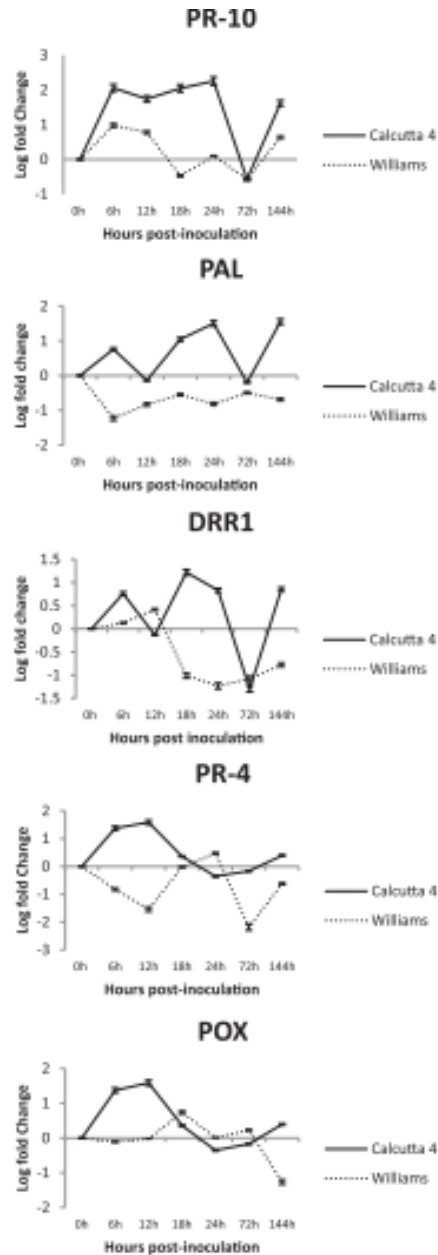 PR-10
Log fold Change
3
2
1
0
-1
0h 6h 12h 18h 24h 72h 144h
Hours post-inoculation
Calcutta 4
Williams
PAL
Log fold change
2
1
0
-1
-2
0h 6h 12h 18h 24h 72h 144h
Hours post-inoculation
Calcutta 4
Williams
DRR1
Log fold change
1.5
1
0.5
0
-0.5
-1
-1.5
0h 6h 12h 18h 24h 72h 144h
Hours post inoculation
Calcutta 4
Williams
PR-4
Log fold Change
2
1
0
-1
-2
-3
0h 6h 12h 18h 24h 72h 144h
Hours post-inoculation
Calcutta 4
Williams
POX
Log fold Change
2
1
0
-1
-2
0h 6h 12h 18h 24h 72h 144h
Hours post-inoculation
Calcutta 4
Williams